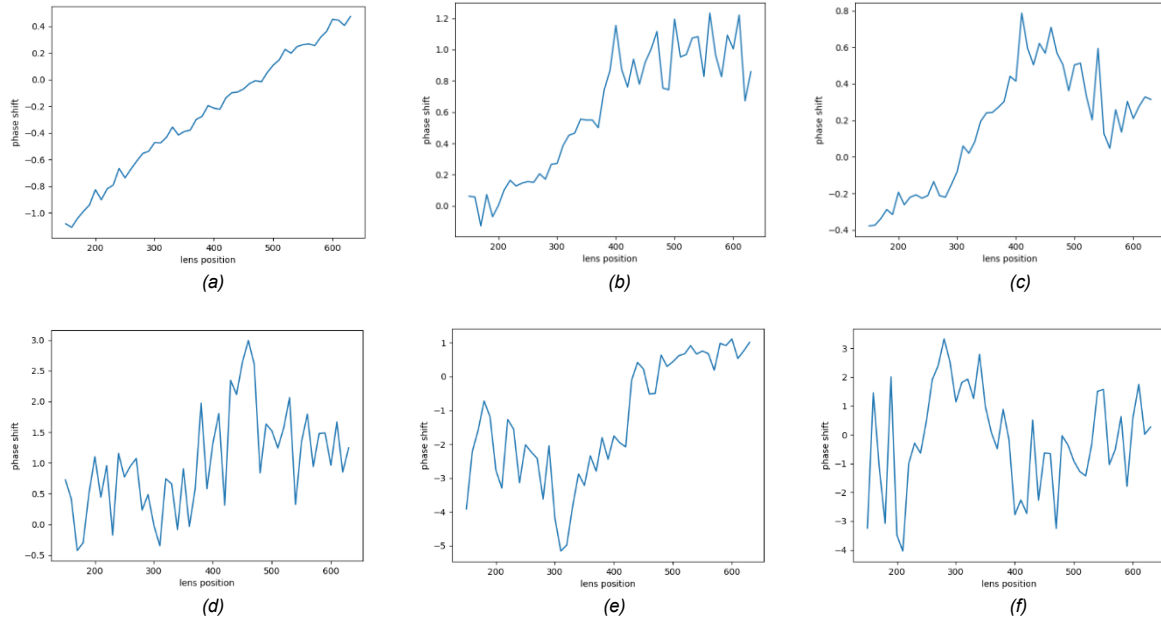 0.4
0.2
0.0
−0.2
−0.4
−0.6
−0.8
−1.0
phase shift
200 300 400 500 600
lens position
(a)
1.2
1.0
0.8
0.6
0.4
0.2
0.0
phase shift
200 300 400 500 600
lens position
(b)
0.8
0.6
0.4
0.2
0.0
−0.2
−0.4
phase shift
200 300 400 500 600
lens position
(c)
3.0
2.5
2.0
1.5
1.0
0.5
0.0
−0.5
phase shift
200 300 400 500 600
lens position
(d)
1
0
−1
−2
−3
−4
−5
phase shift
200 300 400 500 600
lens position
(e)
3
2
1
0
−1
−2
−3
−4
phase shift
200 300 400 500 600
lens position
(f)